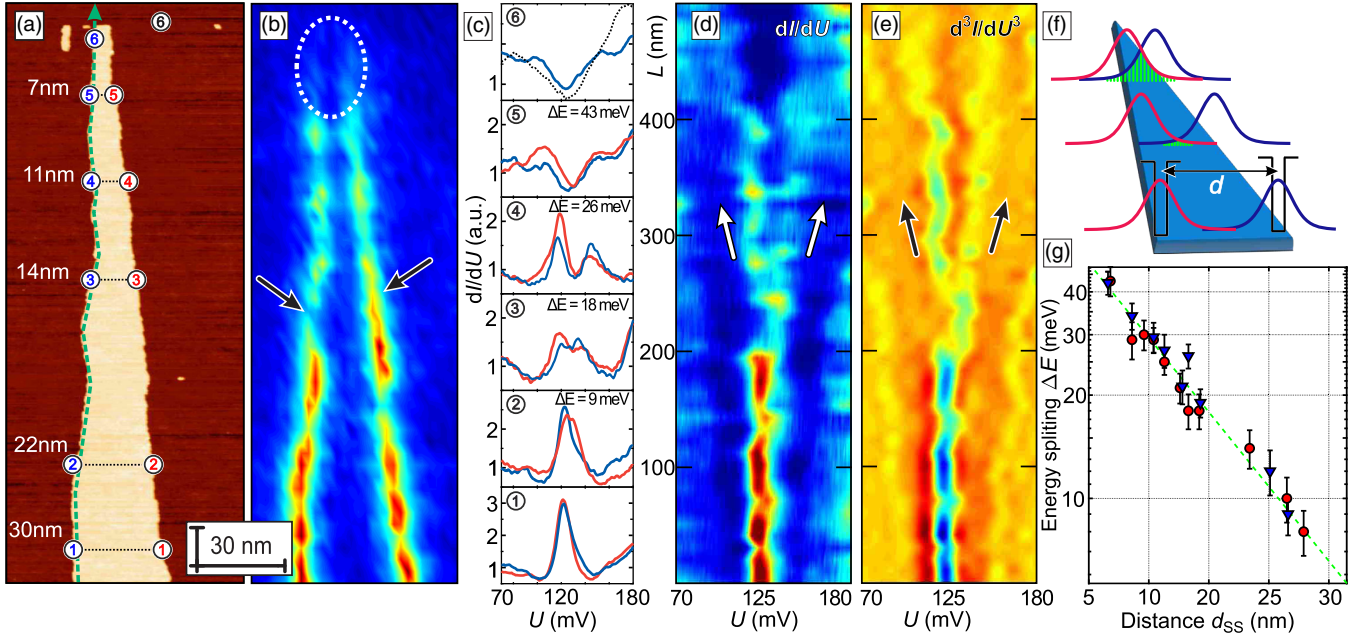 (a)
6
6
7nm
5
5
11nm
4
4
14nm
3
3
22nm
2
2
30nm
1
1
30 nm
(b)
(c)
dI/dU (a.u.)
6
1
5
ΔE = 43 meV
2
1
4
ΔE = 26 meV
2
1
3
ΔE = 18 meV
2
1
2
ΔE = 9 meV
2
1
1
3
2
1
70
125
180
U (mV)
(d)
dI/dU
L (nm)
400
300
200
100
70
125
180
U (mV)
(e)
d³I/dU³
70
125
180
U (mV)
(f)
d
(g)
Energy spliting ΔE (meV)
40
30
20
10
5
10
15
20
25
30
Distance dSS (nm)